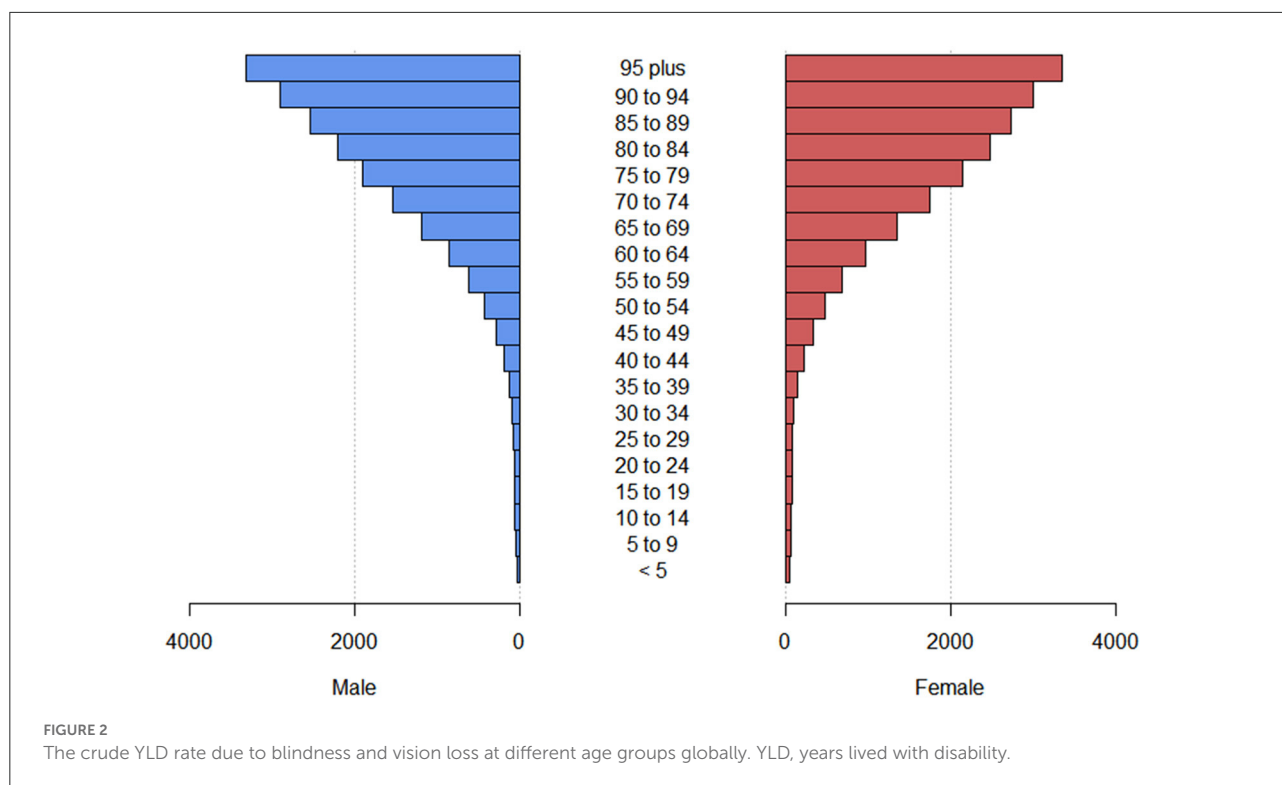 95 plus
90 to 94
85 to 89
80 to 84
75 to 79
70 to 74
65 to 69
60 to 64
55 to 59
50 to 54
45 to 49
40 to 44
35 to 39
30 to 34
25 to 29
20 to 24
15 to 19
10 to 14
5 to 9
< 5
4000 2000 0 0 2000 4000
Male Female
FIGURE 2
The crude YLD rate due to blindness and vision loss at different age groups globally. YLD, years lived with disability.